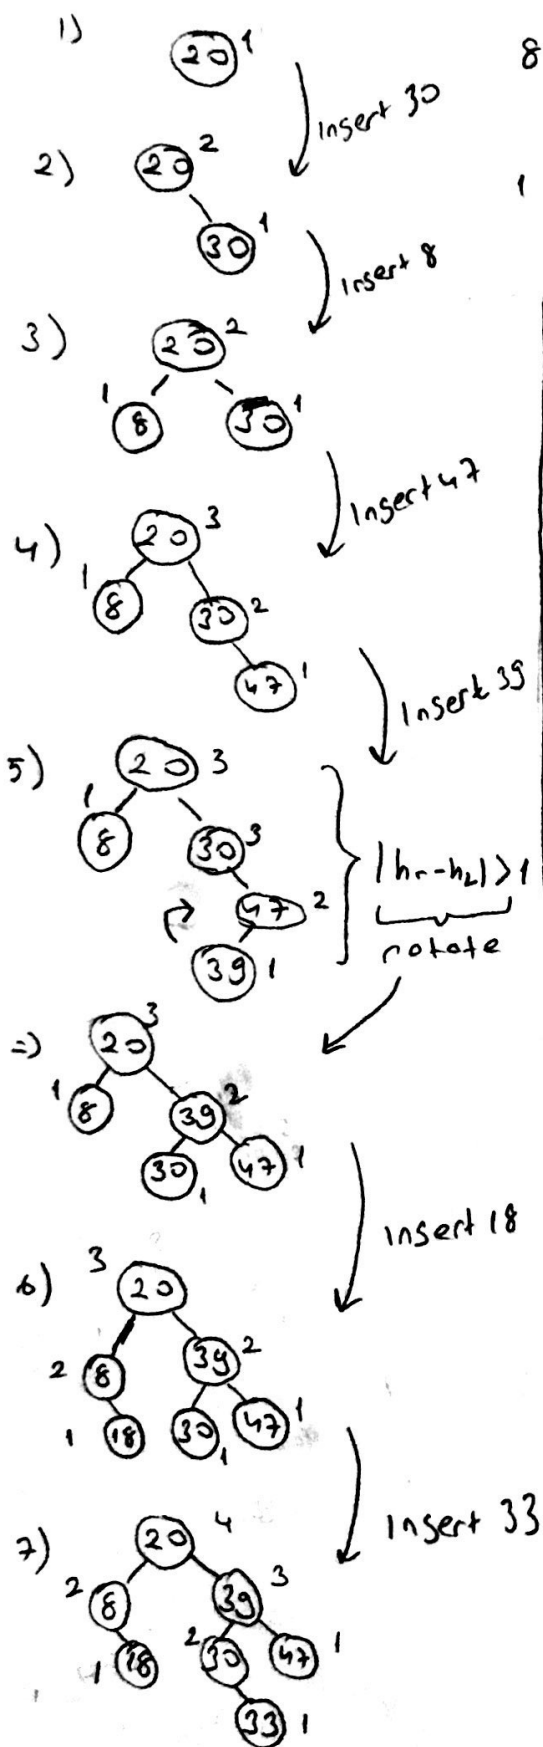 1)
20 1
8
Insert 30
2)
20 2
1
30 1
Insert 8
3)
20 2
1 8 30 1
Insert 47
4)
20 3
1 8 30 2
47 1
Insert 39
5)
20 3
1 8 30 3
|hr-hL|>1
47 2
39 1
rotate
=)
20 3
1 8 39 2
30 1 47 1
insert 18
6)
3 20
2 8 39 2
1 18 30 1 47 1
Insert 33
7)
20 4
2 8 39 3
1 18 2 30 47 1
33 1